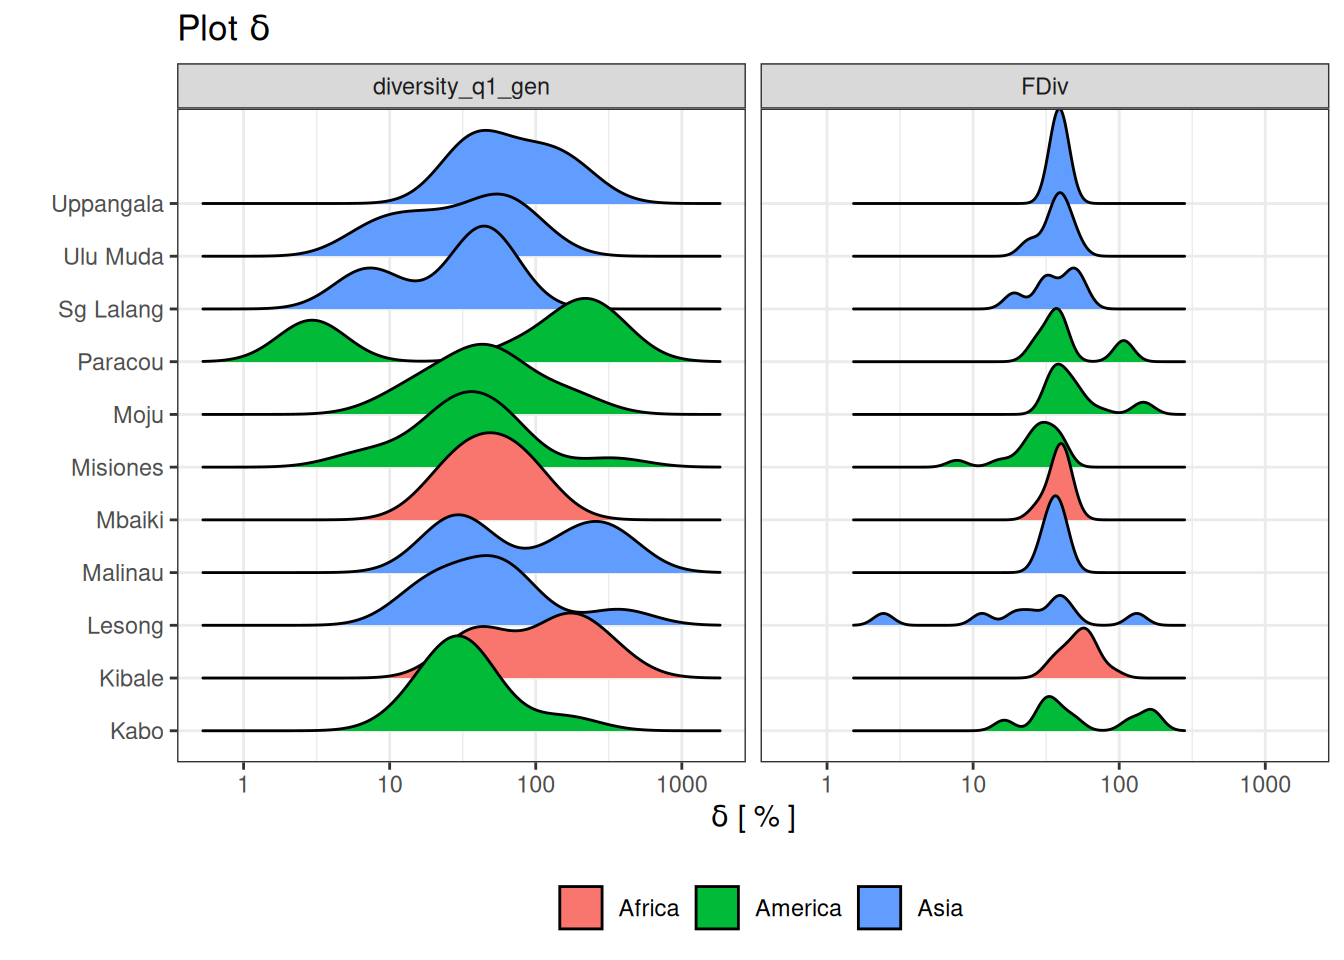 Plot δ
diversity_q1_gen
FDiv
Uppangala
Ulu Muda
Sg Lalang
Paracou
Moju
Misiones
Mbaiki
Malinau
Lesong
Kibale
Kabo
1 10 100 1000
1 10 100 1000
δ [ % ]
Africa America Asia